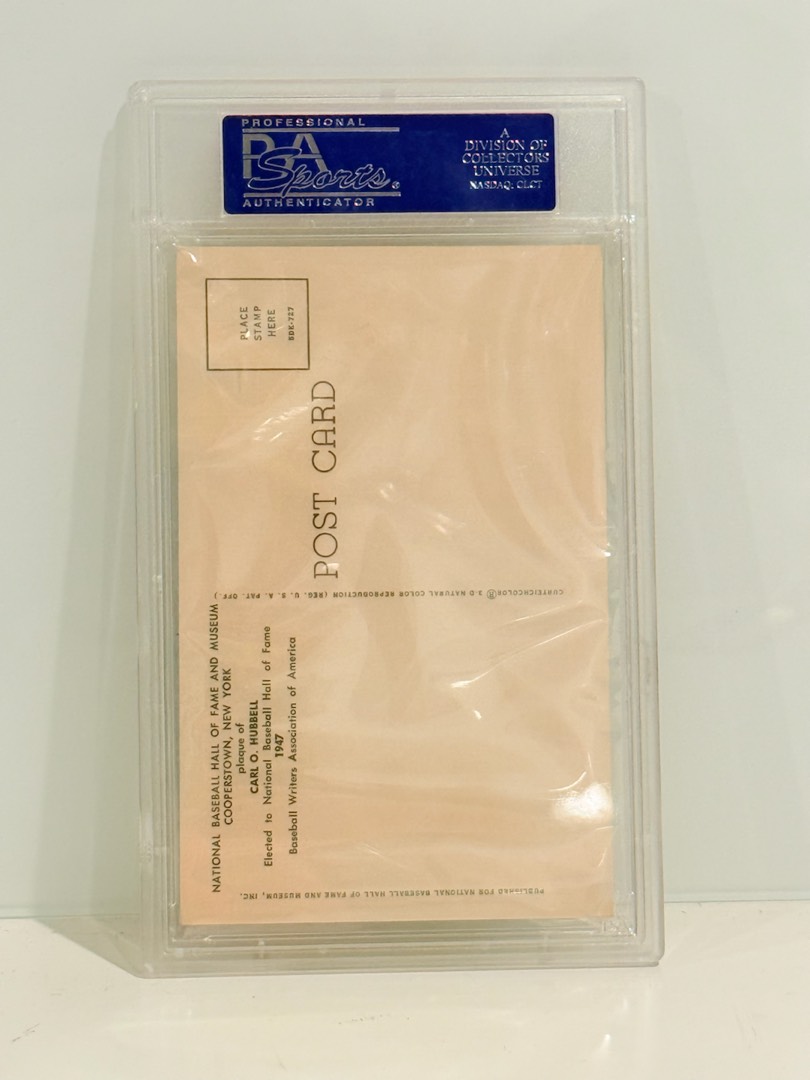 PROFESSIONAL
PSA
Sports®
AUTHENTICATOR
A
DIVISION OF
COLLECTORS
UNIVERSE
NASDAQ: CLCT
PLACE
STAMP
HERE
BDK-727
POST CARD
NATIONAL BASEBALL HALL OF FAME AND MUSEUM
COOPERSTOWN, NEW YORK
plaque of
CARL O. HUBBELL
Elected to National Baseball Hall of Fame
1947
Baseball Writers Association of America
CURTEICHCOLOR® 3-D NATURAL COLOR REPRODUCTION (REG. U. S. A. PAT. OFF.)
PUBLISHED FOR NATIONAL BASEBALL HALL OF FAME AND MUSEUM, INC.